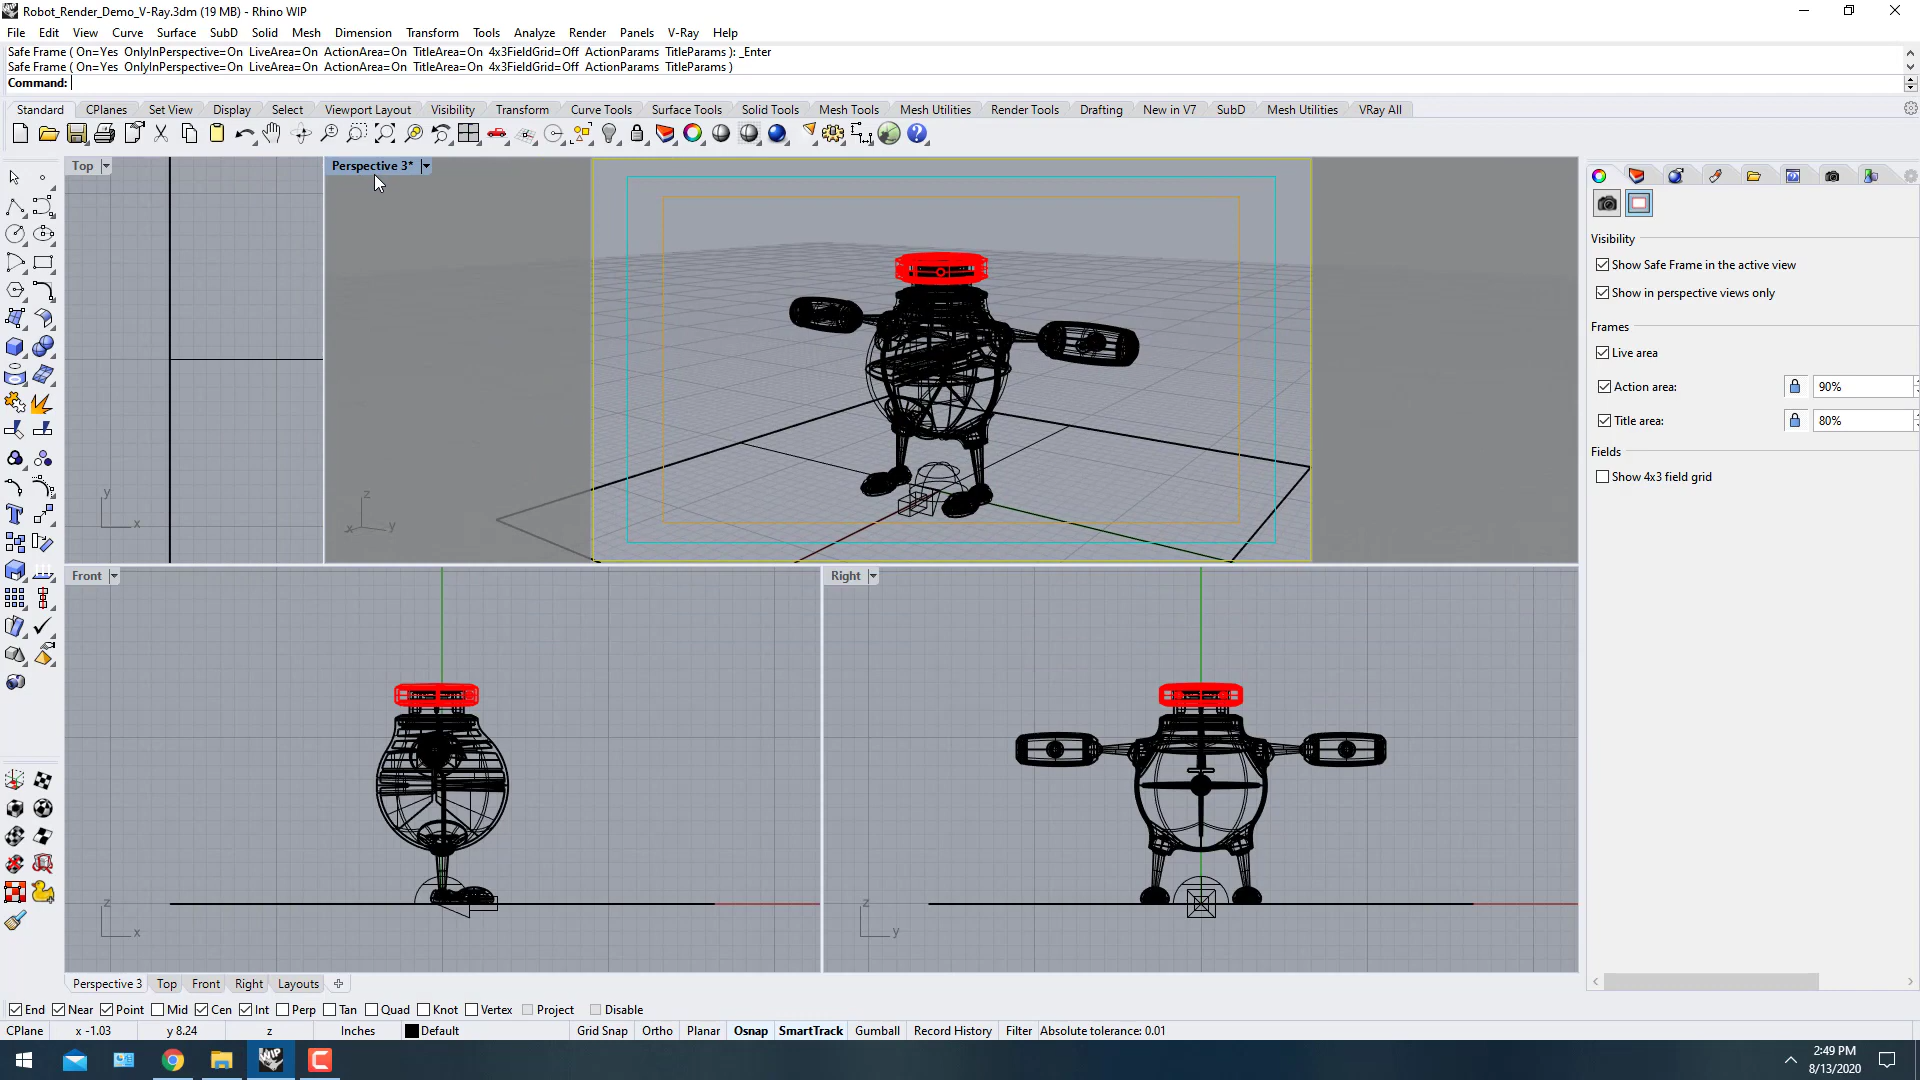 Robot_Render_Demo_V-Ray.3dm (19 MB) - Rhino WIP
File Edit View Curve Surface SubD Solid Mesh Dimension Transform Tools Analyze Render Panels V-Ray Help
Safe Frame ( On=Yes OnlyInPerspective=On LiveArea=On ActionArea=On TitleArea=On 4x3FieldGrid=Off ActionParams TitleParams ): _Enter
Safe Frame ( On=Yes OnlyInPerspective=On LiveArea=On ActionArea=On TitleArea=On 4x3FieldGrid=Off ActionParams TitleParams )
Command:
Standard CPlanes Set View Display Select Viewport Layout Visibility Transform Curve Tools Surface Tools Solid Tools Mesh Tools Mesh Utilities Render Tools Drafting New in V7 SubD Mesh Utilities VRay All
Top
Perspective 3*
Visibility
Show Safe Frame in the active view
Show in perspective views only
Frames
Live area
Action area: 90%
Title area: 80%
Fields
Show 4x3 field grid
y
x
z
x
y
Front
Right
z
x
z
y
Perspective 3 Top Front Right Layouts
End Near Point Mid Cen Int Perp Tan Quad Knot Vertex Project Disable
CPlane x -1.03 y 8.24 z Inches Default Grid Snap Ortho Planar Osnap SmartTrack Gumball Record History Filter Absolute tolerance: 0.01
WIP
2:49 PM
8/13/2020